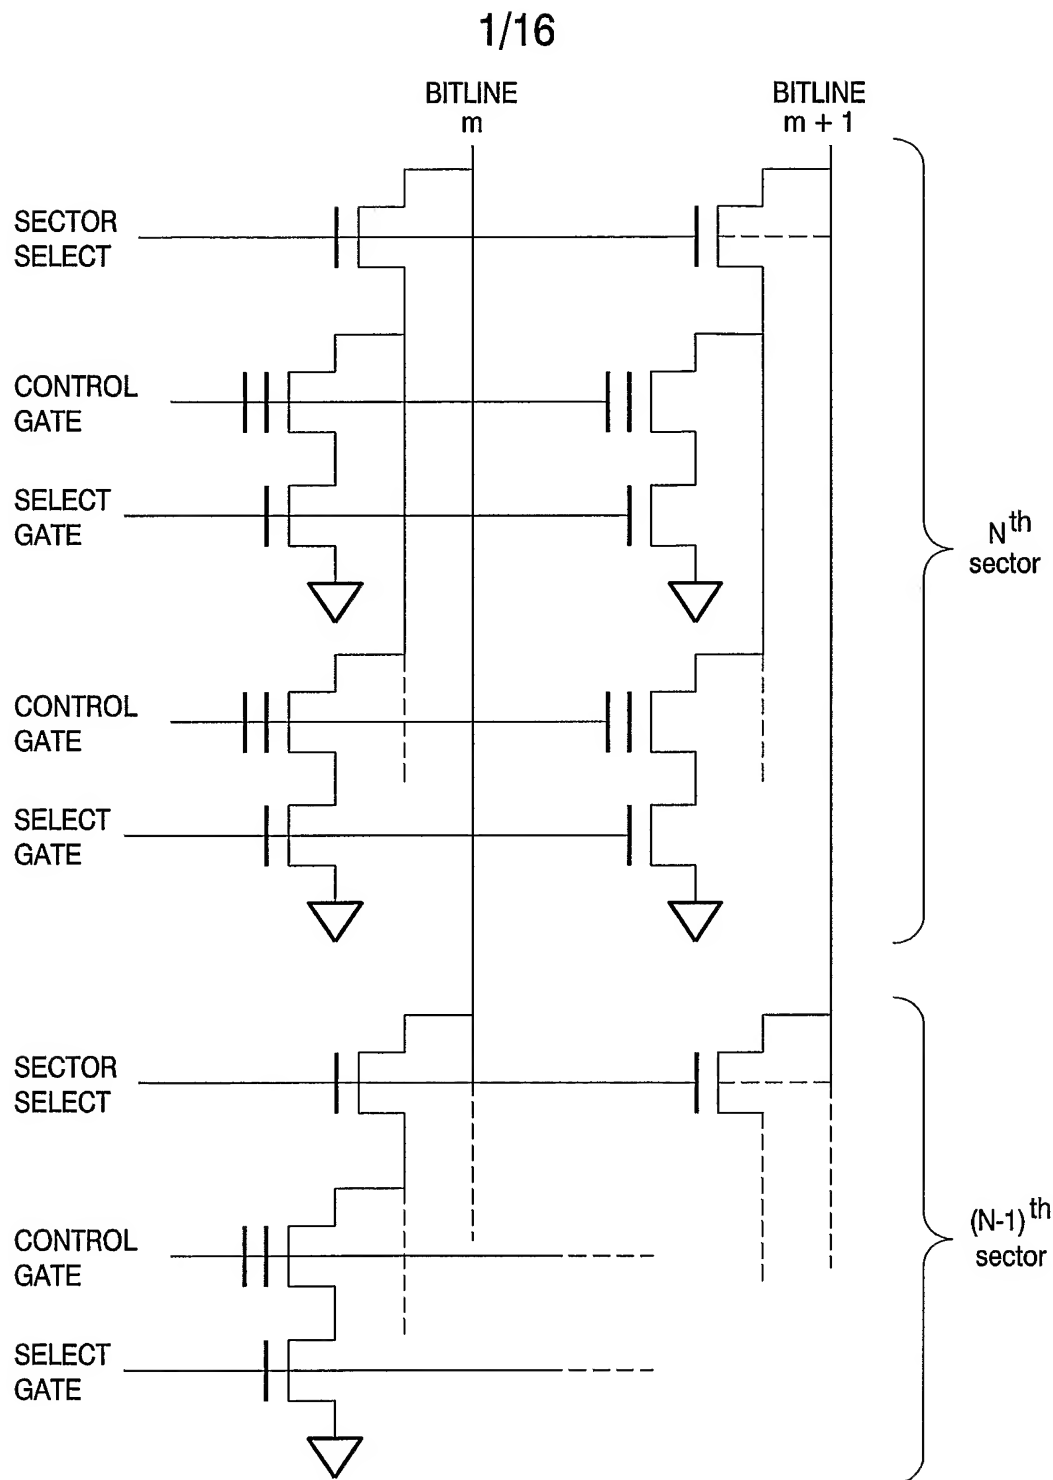 1/16
BITLINE
m
BITLINE
m + 1
SECTOR
SELECT
CONTROL
GATE
SELECT
GATE
Nth
sector
CONTROL
GATE
SELECT
GATE
SECTOR
SELECT
CONTROL
GATE
(N-1)th
sector
SELECT
GATE